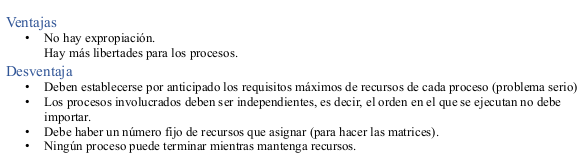 Ventajas
• No hay expropiación.
Hay más libertades para los procesos.
Desventaja
• Deben establecerse por anticipado los requisitos máximos de recursos de cada proceso (problema serio)
• Los procesos involucrados deben ser independientes, es decir, el orden en el que se ejecutan no debe
importar.
• Debe haber un número fijo de recursos que asignar (para hacer las matrices).
• Ningún proceso puede terminar mientras mantenga recursos.